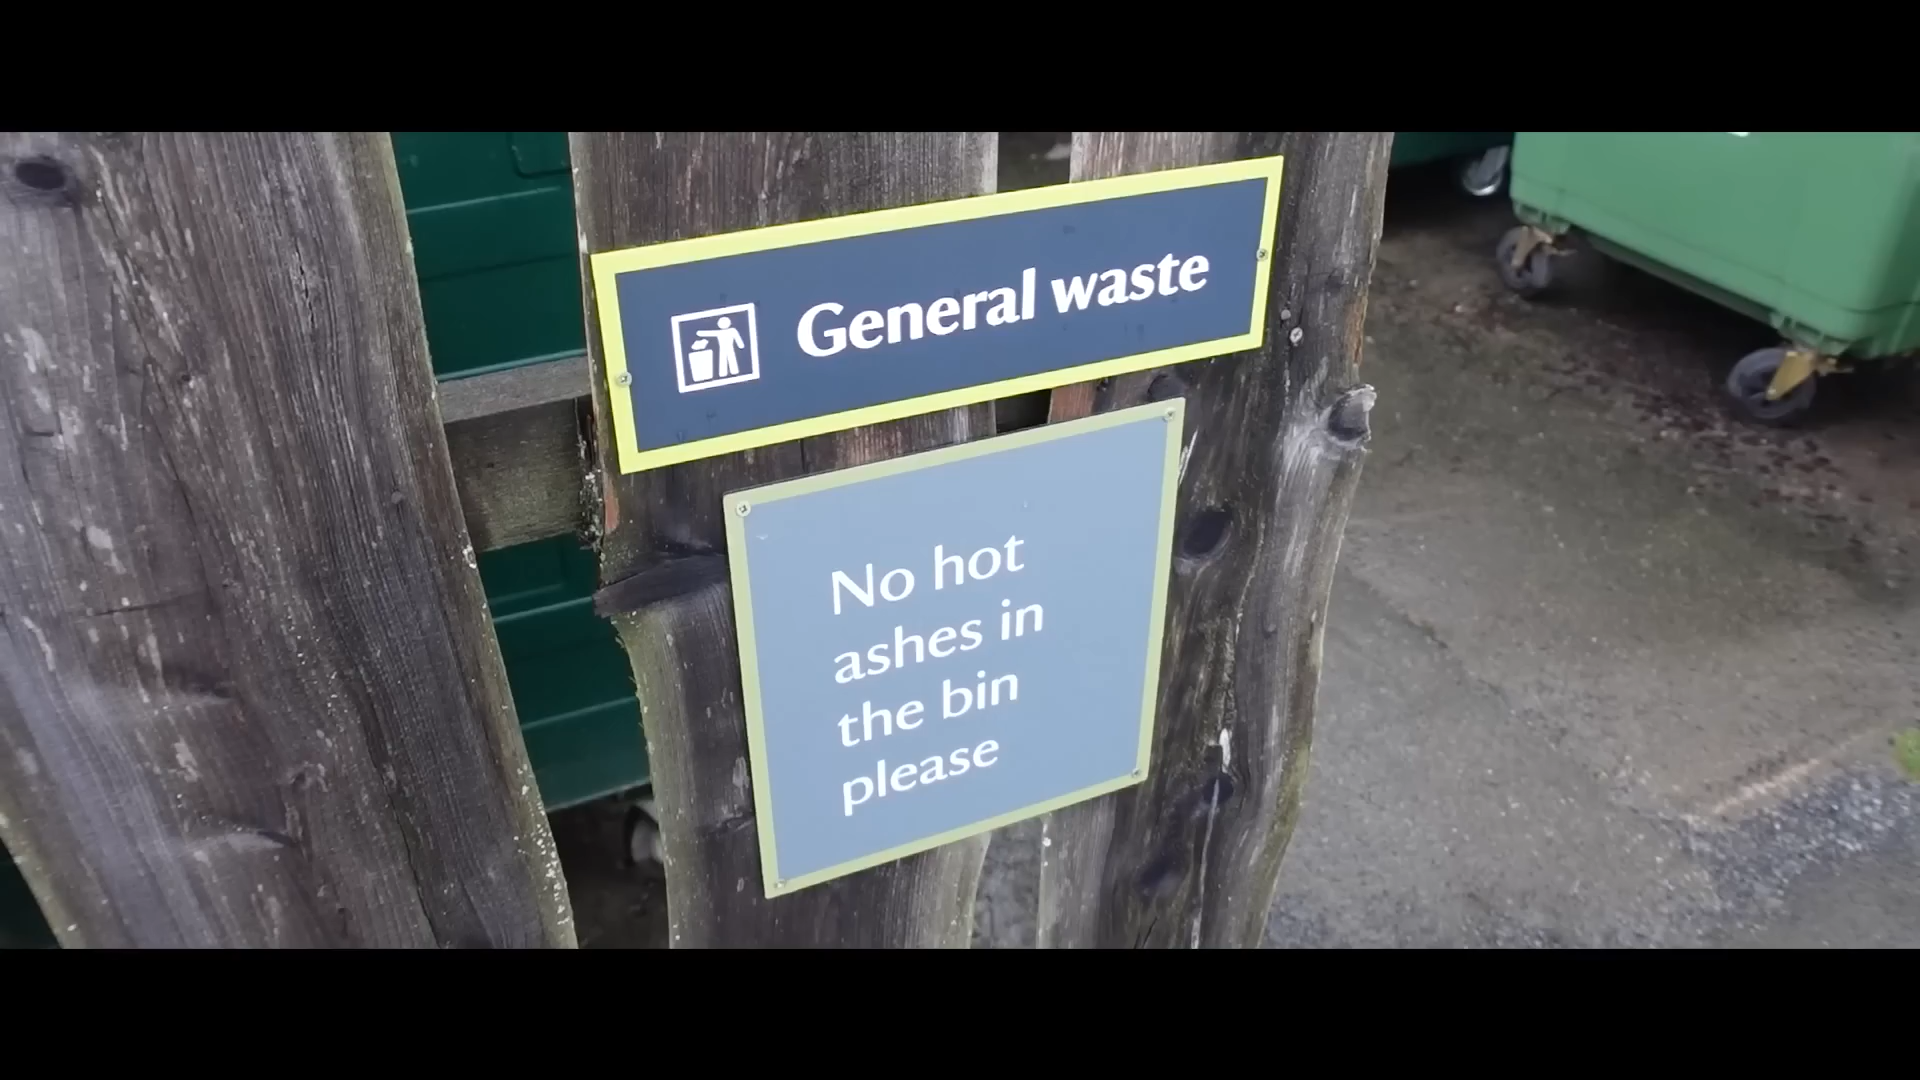 General waste
No hot
ashes in
the bin
please